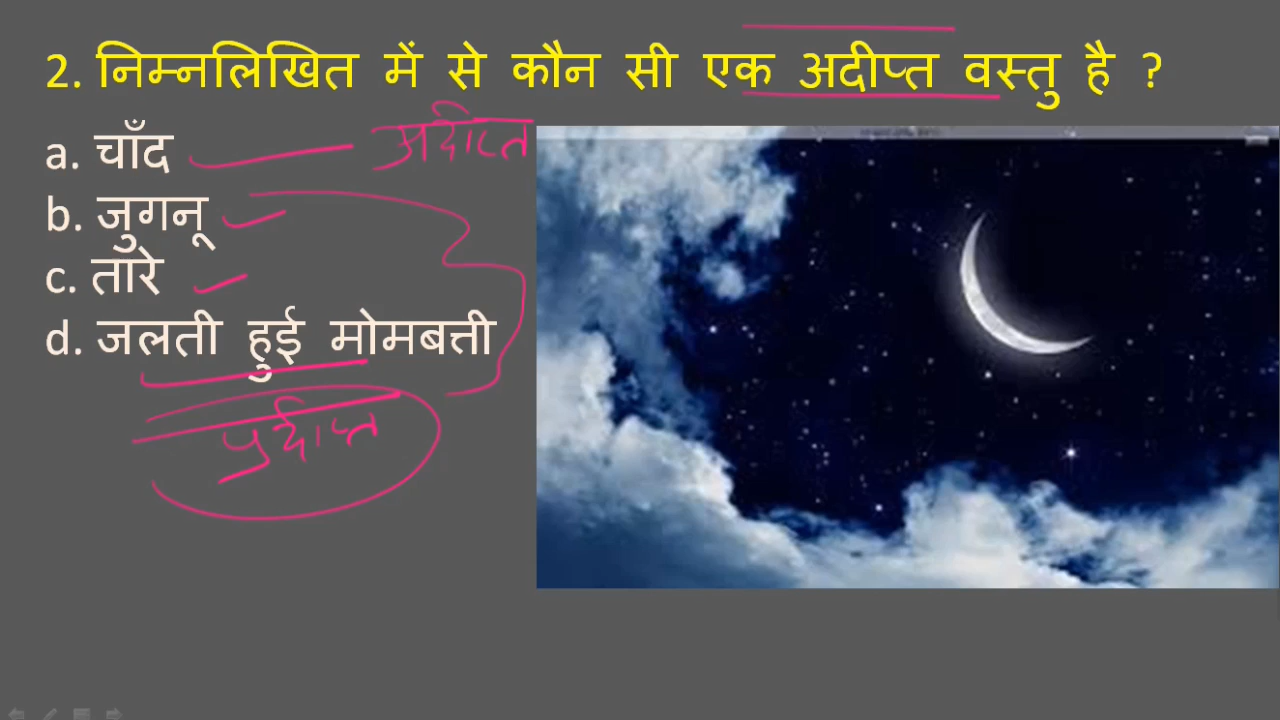 2. निम्नलिखित में से कौन सी एक अदीप्त वस्तु है ?
a. चाँद
अदीप्त
b. जुगनू
c. तारे
d. जलती हुई मोमबत्ती
प्रदीप्त